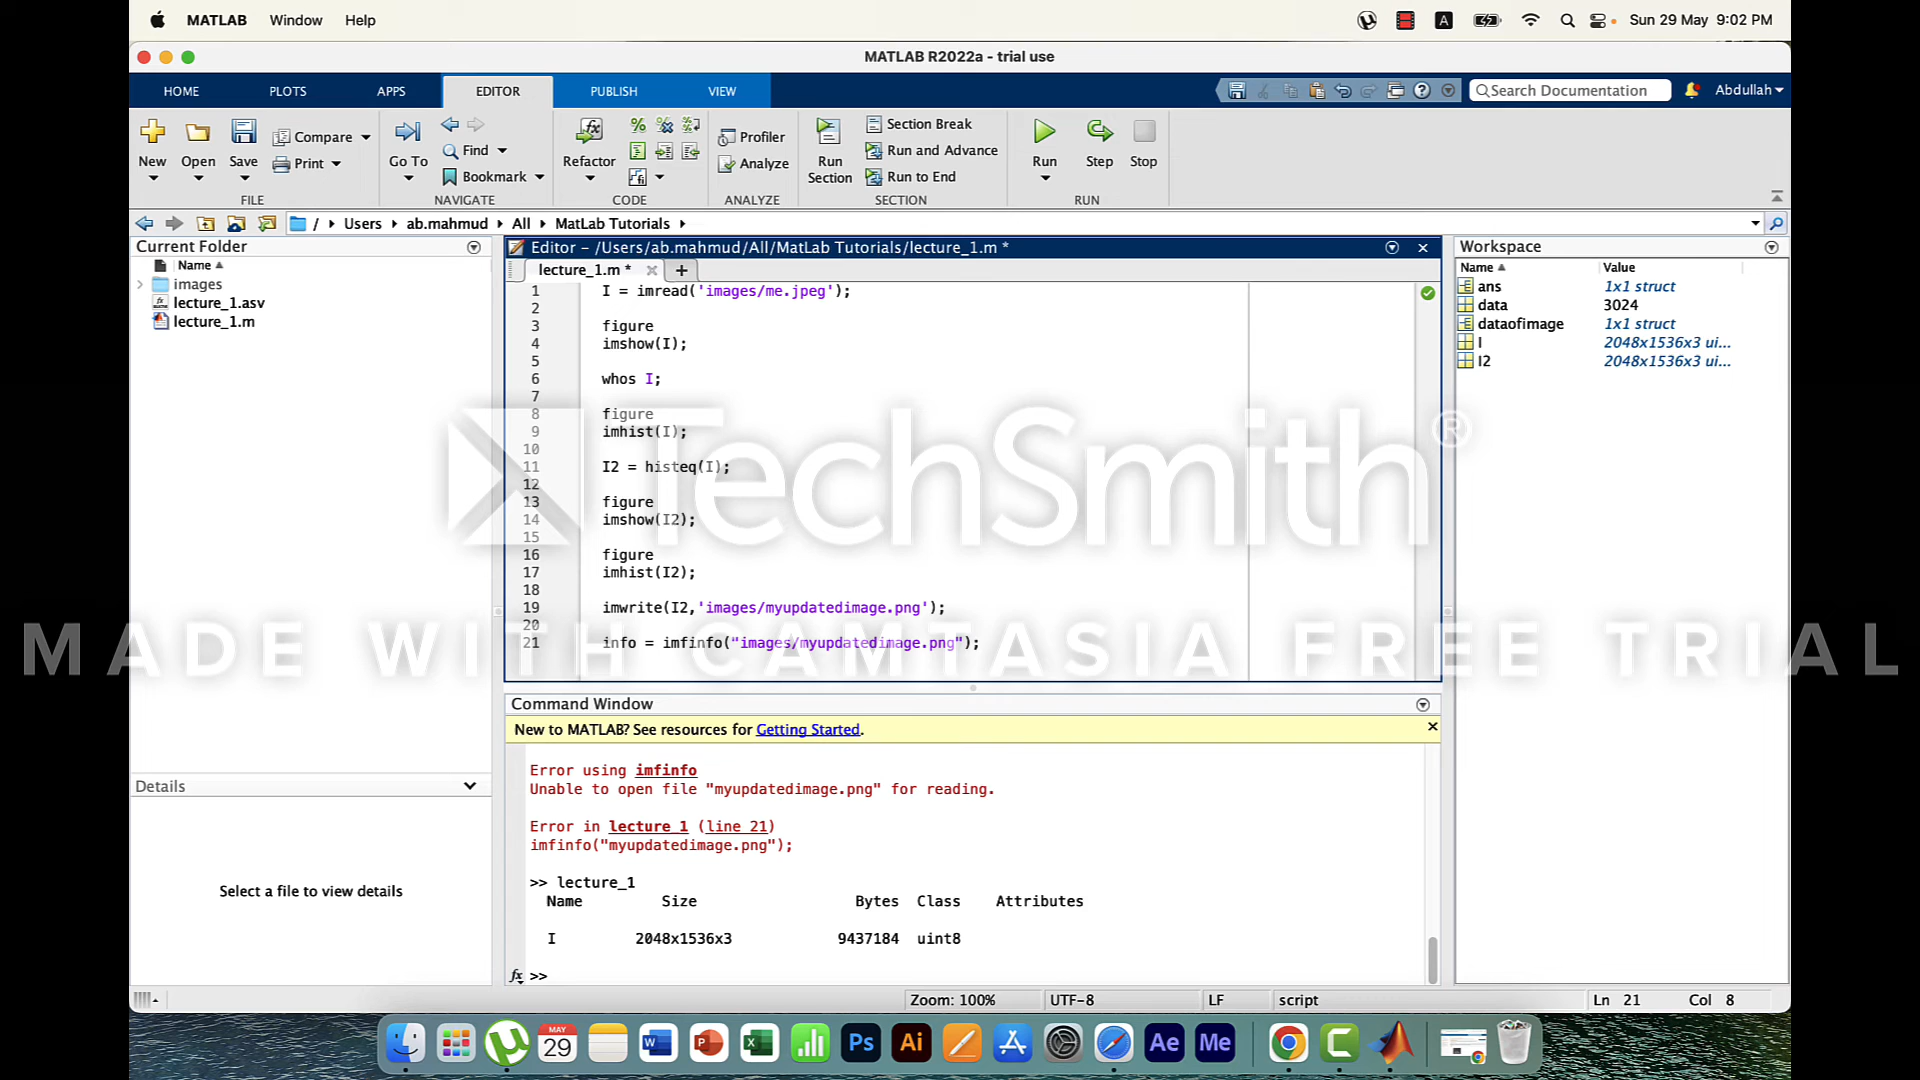 MATLAB Window Help
A
Sun 29 May 9:02 PM
MATLAB R2022a - trial use
HOME PLOTS APPS EDITOR PUBLISH VIEW
Search Documentation
Abdullah
New Open Save Compare Print
FILE
Go To Find Bookmark
NAVIGATE
Refactor
CODE
Profiler
Analyze
ANALYZE
Run Section
Section Break
Run and Advance
Run to End
SECTION
Run Step Stop
RUN
/ Users ab.mahmud All MatLab Tutorials
Current Folder
Name
images
lecture_1.asv
lecture_1.m
Details
Select a file to view details
Editor - /Users/ab.mahmud/All/MatLab Tutorials/lecture_1.m *
lecture_1.m *
1 I = imread('images/me.jpeg');
2
3 figure
4 imshow(I);
5
6 whos I;
7
8 figure
9 imhist(I);
10
11 I2 = histeq(I);
12
13 figure
14 imshow(I2);
15
16 figure
17 imhist(I2);
18
19 imwrite(I2,'images/myupdatedimage.png');
20
21 info = imfinfo("images/myupdatedimage.png");
TechSmith®
MADE WITH CAMTASIA FREE TRIAL
Command Window
New to MATLAB? See resources for Getting Started.
Error using imfinfo
Unable to open file "myupdatedimage.png" for reading.
Error in lecture_1 (line 21)
imfinfo("myupdatedimage.png");
>> lecture_1
Name Size Bytes Class Attributes
I 2048x1536x3 9437184 uint8
fx >>
Workspace
Name Value
ans 1x1 struct
data 3024
dataofimage 1x1 struct
I 2048x1536x3 ui...
I2 2048x1536x3 ui...
Zoom: 100% UTF-8 LF script Ln 21 Col 8
MAY
29
W P X Ps Ai Ae Me C